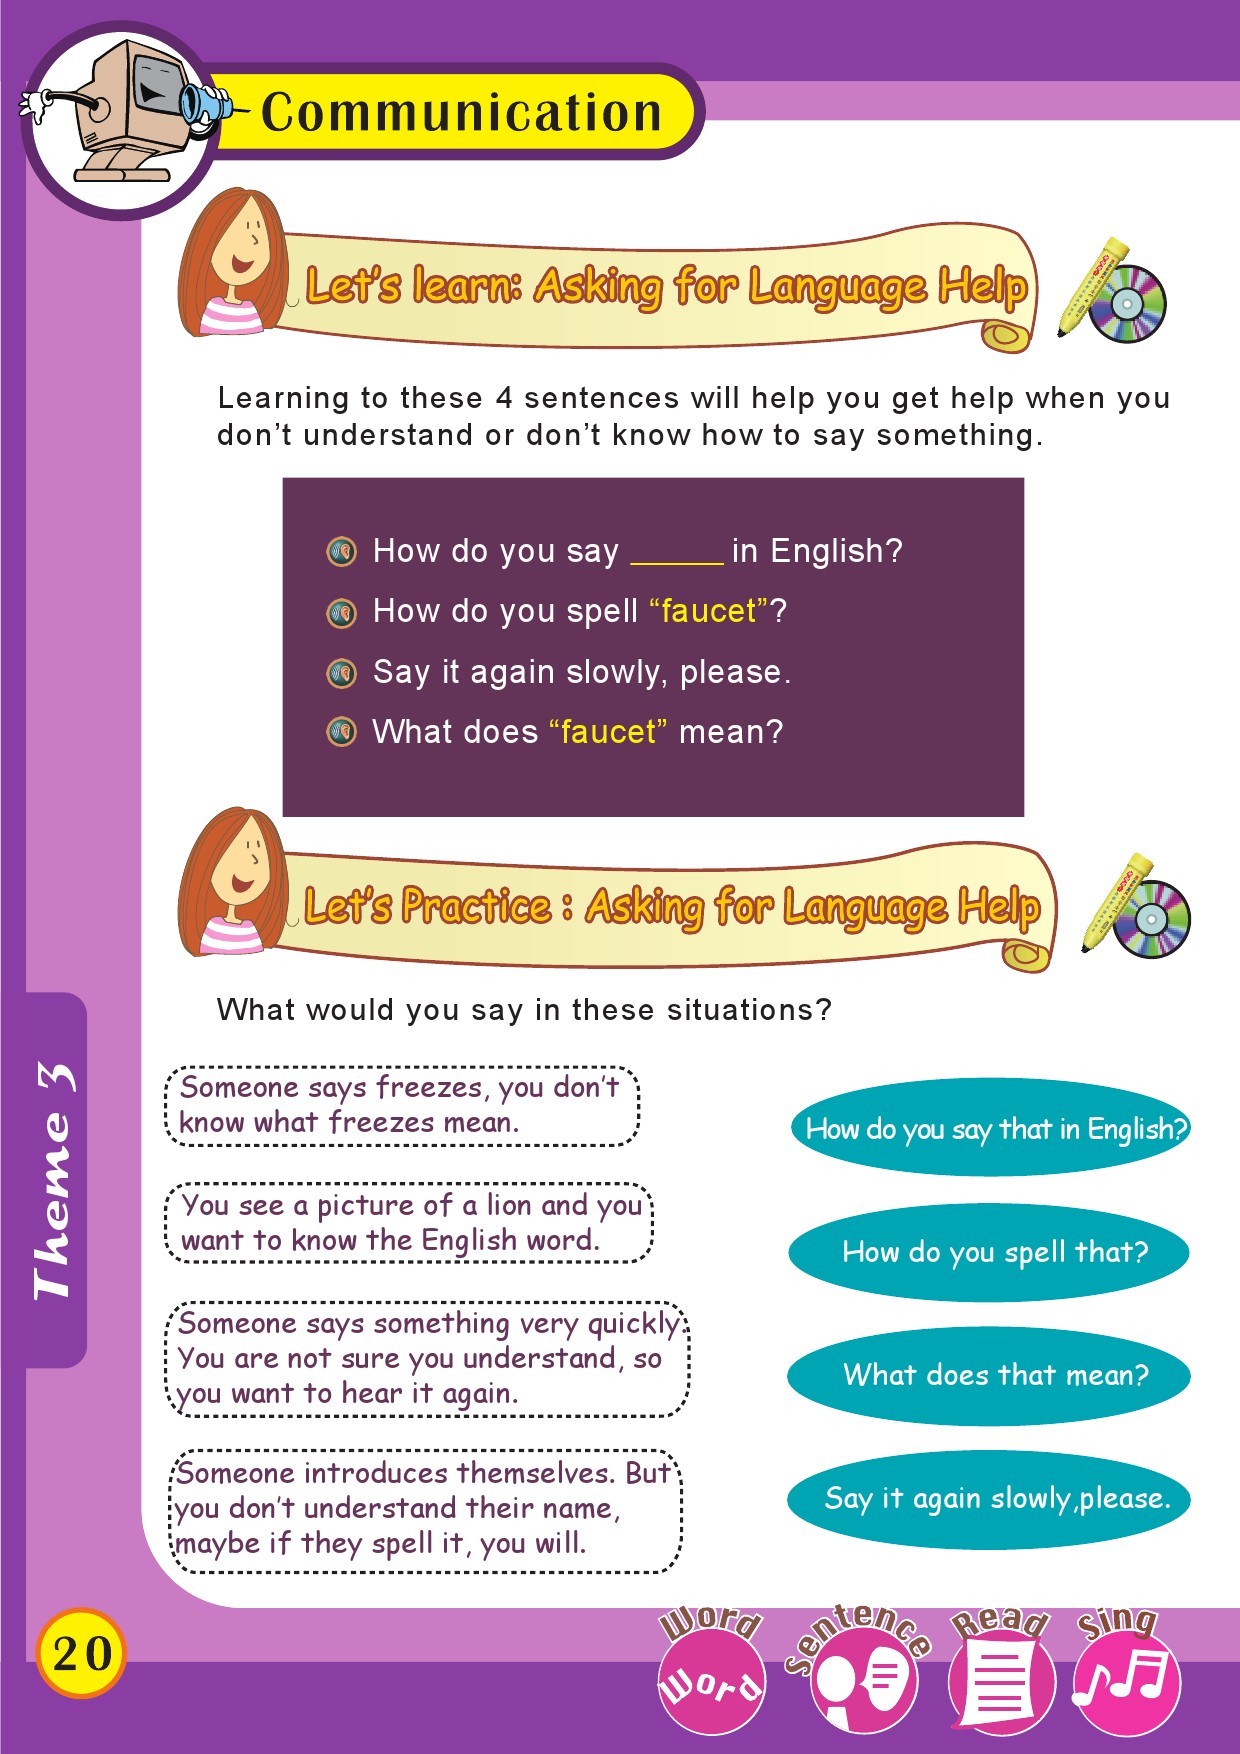 Communication
Let's learn: Asking for Language Help
Learning to these 4 sentences will help you get help when you
don't understand or don't know how to say something.
How do you say _____ in English?
How do you spell “faucet”?
Say it again slowly, please.
What does “faucet” mean?
Let's Practice : Asking for Language Help
What would you say in these situations?
Someone says freezes, you don't
know what freezes mean.
You see a picture of a lion and you
want to know the English word.
Someone says something very quickly.
You are not sure you understand, so
you want to hear it again.
Someone introduces themselves. But
you don't understand their name,
maybe if they spell it, you will.
How do you say that in English?
How do you spell that?
What does that mean?
Say it again slowly,please.
Theme 3
20
Word
Word
Sentence
Read
Sing